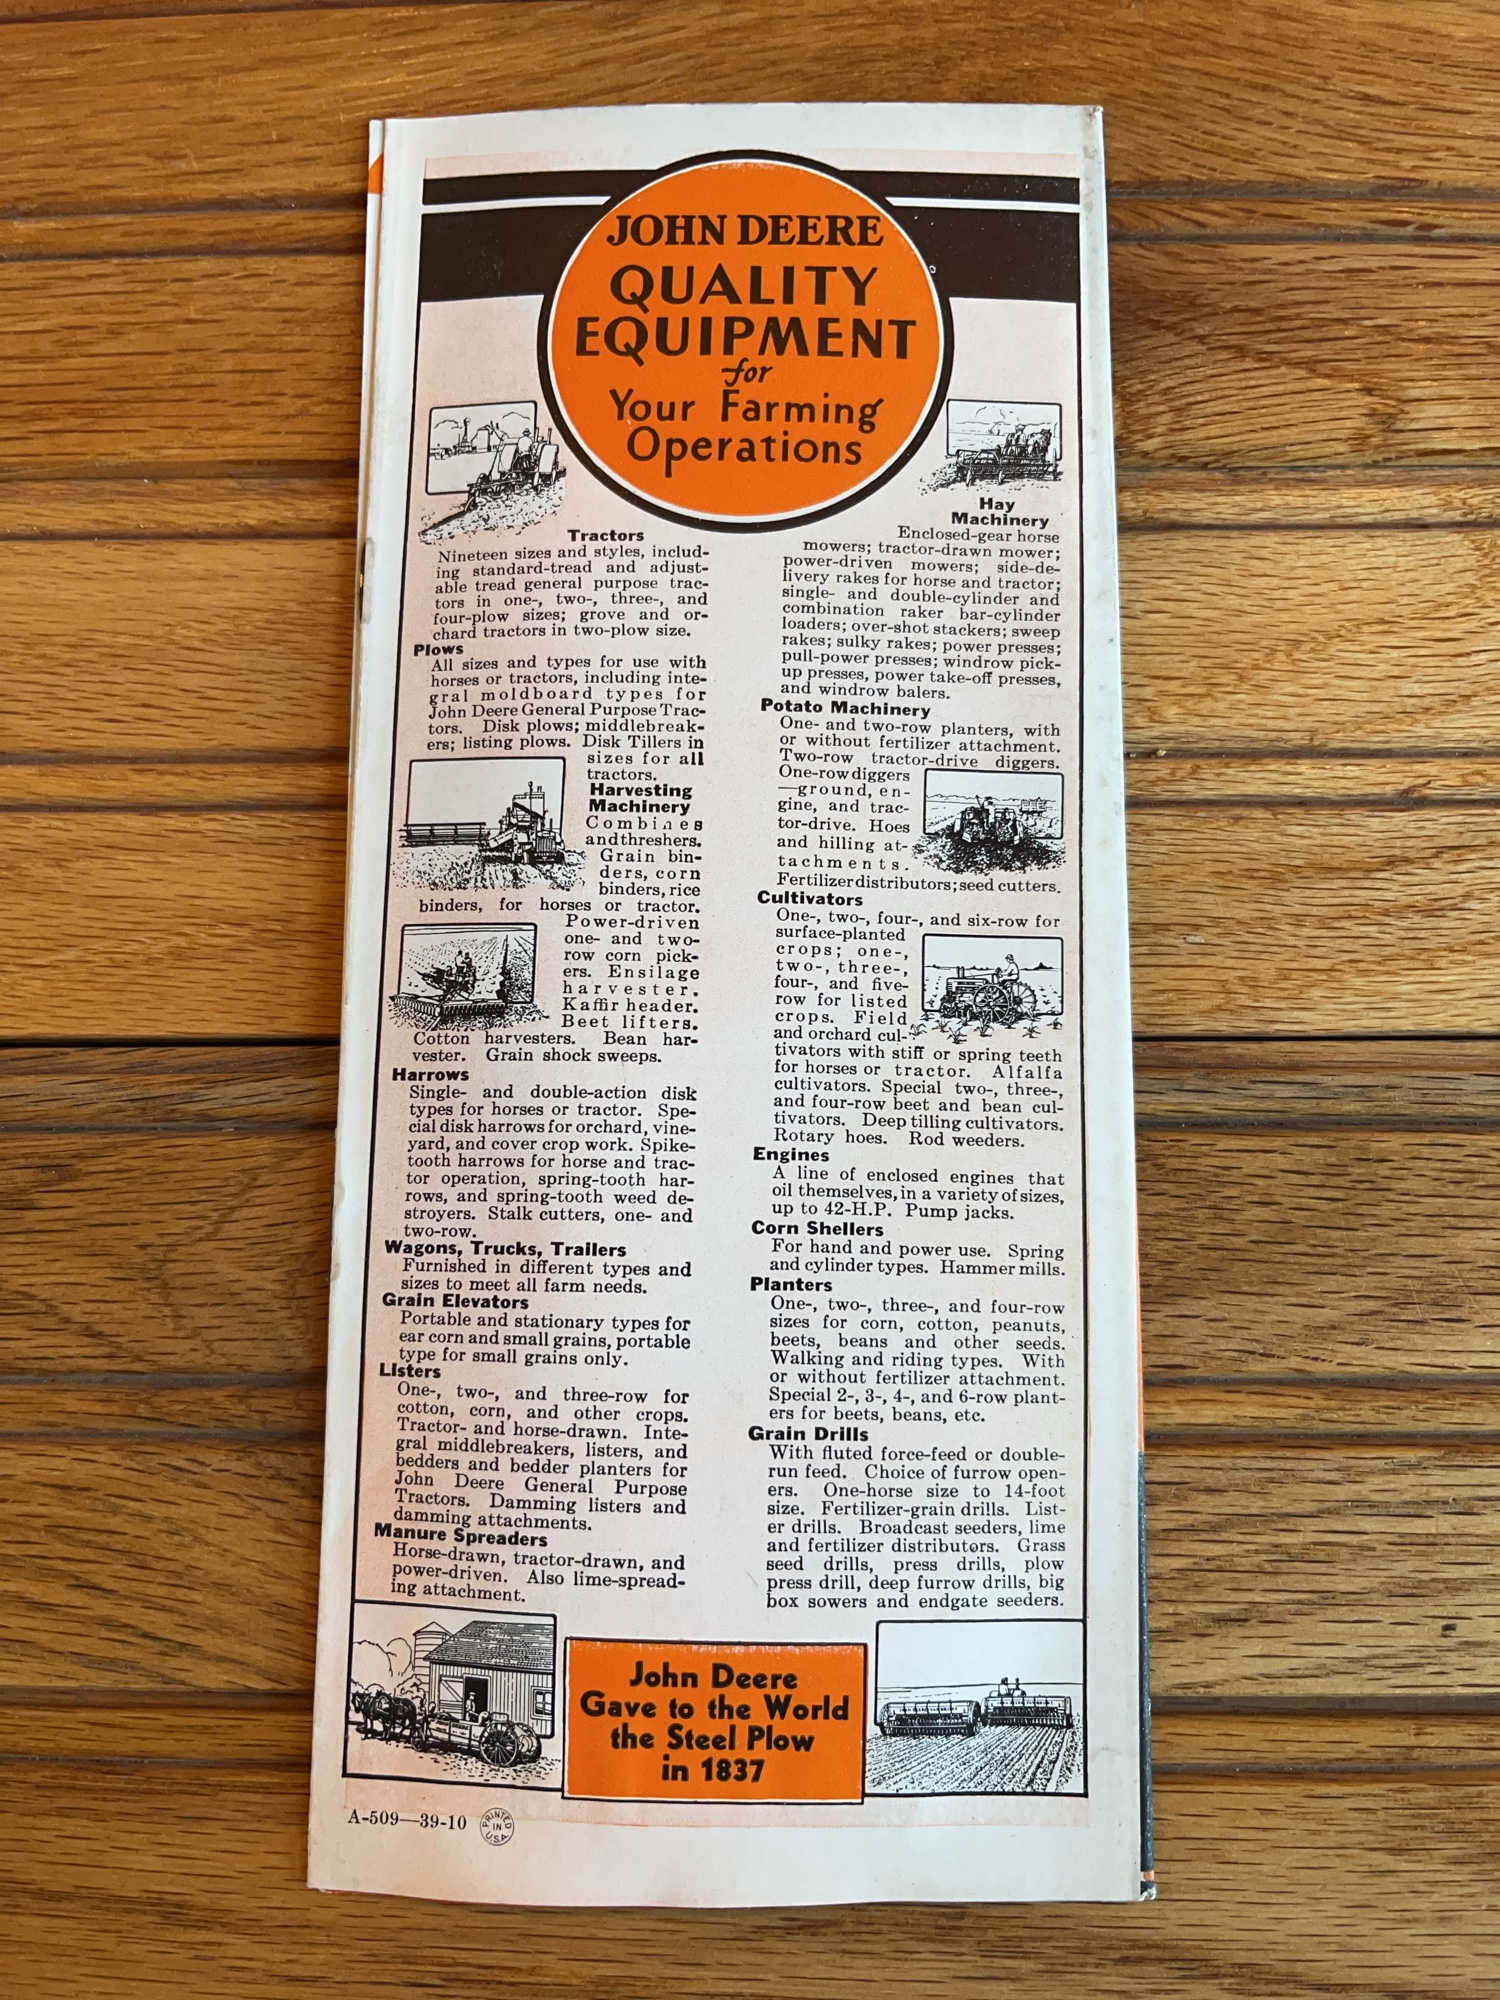 JOHN DEERE
QUALITY
EQUIPMENT
for
Your Farming
Operations
Tractors
Nineteen sizes and styles, includ-
ing standard-tread and adjust-
able tread general purpose trac-
tors in one-, two-, three-, and
four-plow sizes; grove and or-
chard tractors in two-plow size.
Plows
All sizes and types for use with
horses or tractors, including inte-
gral moldboard types for
John Deere General Purpose Trac-
tors. Disk plows; middlebreak-
ers; listing plows. Disk Tillers in
sizes for all
tractors.
Harvesting
Machinery
Combines
and threshers.
Grain bin-
ders, corn
binders, rice
binders, for horses or tractor.
Power-driven
one- and two-
row corn pick-
ers. Ensilage
harvester.
Kaffir header.
Beet lifters.
Cotton harvesters. Bean har-
vester. Grain shock sweeps.
Harrows
Single- and double-action disk
types for horses or tractor. Spe-
cial disk harrows for orchard, vine-
yard, and cover crop work. Spike-
tooth harrows for horse and trac-
tor operation, spring-tooth har-
rows, and spring-tooth weed de-
stroyers. Stalk cutters, one- and
two-row.
Wagons, Trucks, Trailers
Furnished in different types and
sizes to meet all farm needs.
Grain Elevators
Portable and stationary types for
ear corn and small grains, portable
type for small grains only.
Listers
One-, two-, and three-row for
cotton, corn, and other crops.
Tractor- and horse-drawn. Inte-
gral middlebreakers, listers, and
bedders and bedder planters for
John Deere General Purpose
Tractors. Damming listers and
damming attachments.
Manure Spreaders
Horse-drawn, tractor-drawn, and
power-driven. Also lime-spread-
ing attachment.
Hay
Machinery
Enclosed-gear horse
mowers; tractor-drawn mower;
power-driven mowers; side-de-
livery rakes for horse and tractor;
single- and double-cylinder and
combination raker bar-cylinder
loaders; over-shot stackers; sweep
rakes; sulky rakes; power presses;
pull-power presses; windrow pick-
up presses, power take-off presses,
and windrow balers.
Potato Machinery
One- and two-row planters, with
or without fertilizer attachment.
Two-row tractor-drive diggers.
One-row diggers
—ground, en-
gine, and trac-
tor-drive. Hoes
and hilling at-
tachments.
Fertilizer distributors; seed cutters.
Cultivators
One-, two-, four-, and six-row for
surface-planted
crops; one-,
two-, three-,
four-, and five-
row for listed
crops. Field
and orchard cul-
tivators with stiff or spring teeth
for horses or tractor. Alfalfa
cultivators. Special two-, three-,
and four-row beet and bean cul-
tivators. Deep tilling cultivators.
Rotary hoes. Rod weeders.
Engines
A line of enclosed engines that
oil themselves, in a variety of sizes,
up to 42-H.P. Pump jacks.
Corn Shellers
For hand and power use. Spring
and cylinder types. Hammer mills.
Planters
One-, two-, three-, and four-row
sizes for corn, cotton, peanuts,
beets, beans and other seeds.
Walking and riding types. With
or without fertilizer attachment.
Special 2-, 3-, 4-, and 6-row plant-
ers for beets, beans, etc.
Grain Drills
With fluted force-feed or double-
run feed. Choice of furrow open-
ers. One-horse size to 14-foot
size. Fertilizer-grain drills. List-
er drills. Broadcast seeders, lime
and fertilizer distributors. Grass
seed drills, press drills, plow
press drill, deep furrow drills, big
box sowers and endgate seeders.
John Deere
Gave to the World
the Steel Plow
in 1837
A-509—39-10
PRINTED
IN
U.S.A.